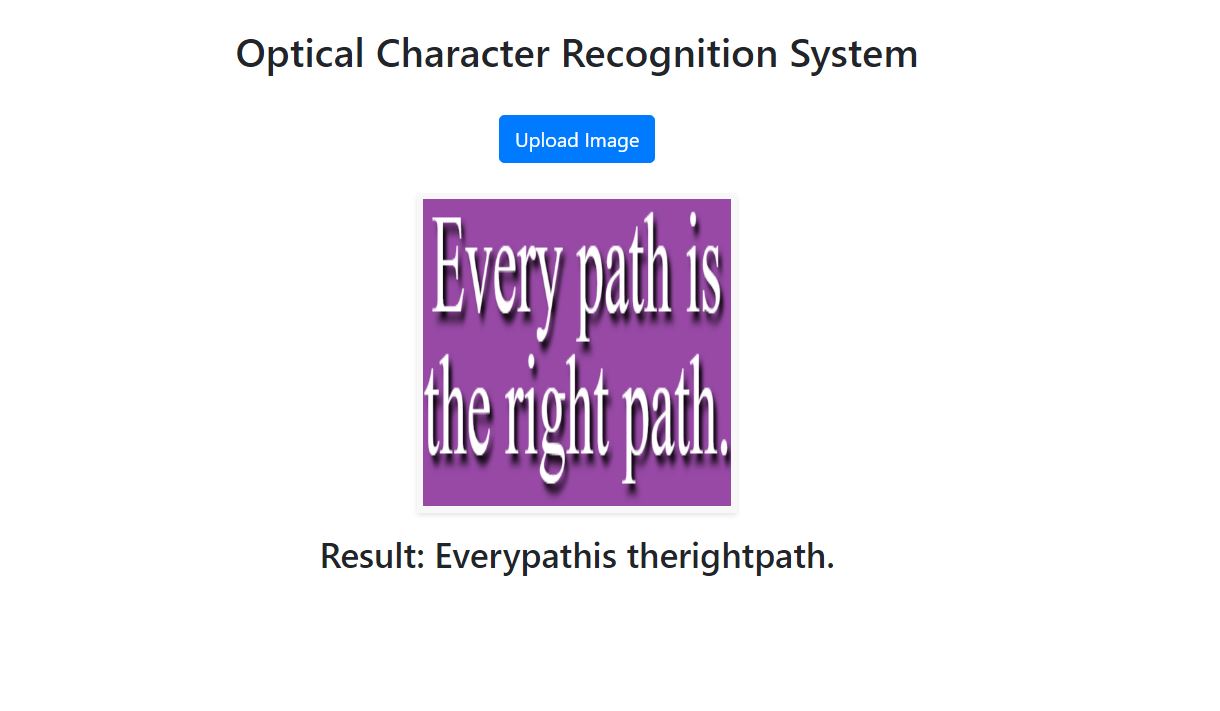 Optical Character Recognition System
Upload Image
Every path is
the right path.
Result: Everypathis therightpath.